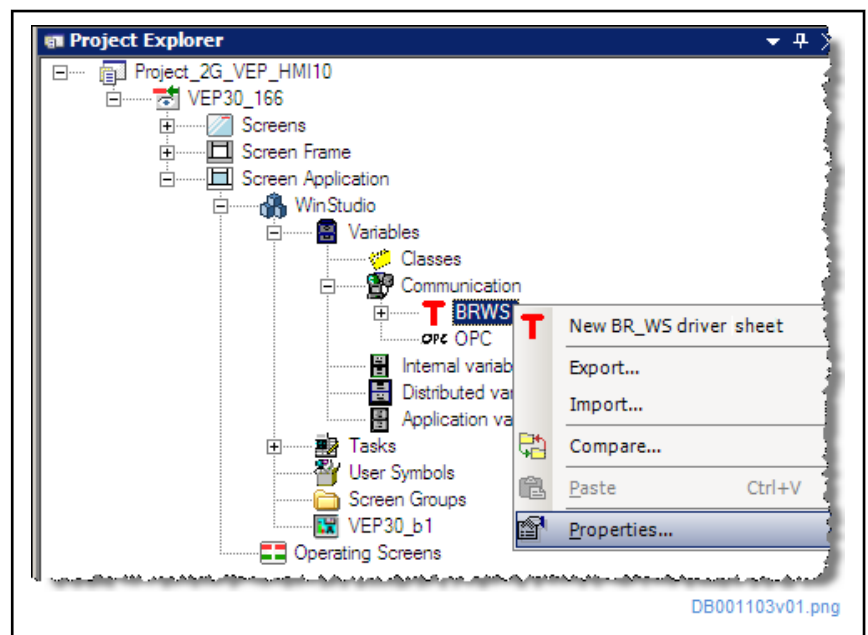 Project Explorer
Project_2G_VEP_HMI10
VEP30_166
Screens
Screen Frame
Screen Application
WinStudio
Variables
Classes
Communication
T BRWS
OPC OPC
T New BR_WS driver sheet
Internal variab
Export...
Distributed var
Import...
Application va
Tasks
Compare...
User Symbols
Paste Ctrl+V
Screen Groups
VEP30_b1
Properties...
Operating Screens
DB001103v01.png